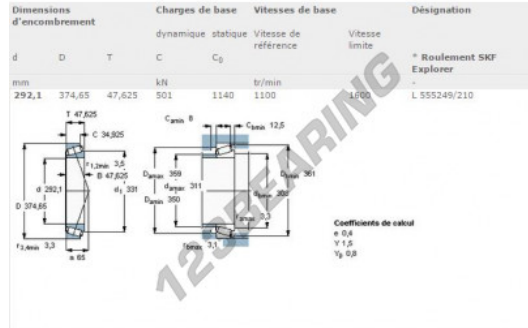 Dimensions d'encombrement
Charges de base
Vitesses de base
Désignation
dynamique statique
Vitesse de référence
Vitesse limite
d D T C C0
* Roulement SKF Explorer
mm kN tr/min -
292,1 374,65 47,625 501 1140 1100 1600 L 555249/210
T 47,625
C 34,925
r1,2min 3,5
B 47,625
d 292,1
d1 331
D 374,65
r3,4min 3,3
a 65
Camin 8
Cbmin 12,5
Damax 359
damax 311
Damin 350
Dbmin 361
ramax 3,3
rbmax 3,1
Coefficients de calcul
e 0,4
Y 1,5
Y0 0,8
123BEARING